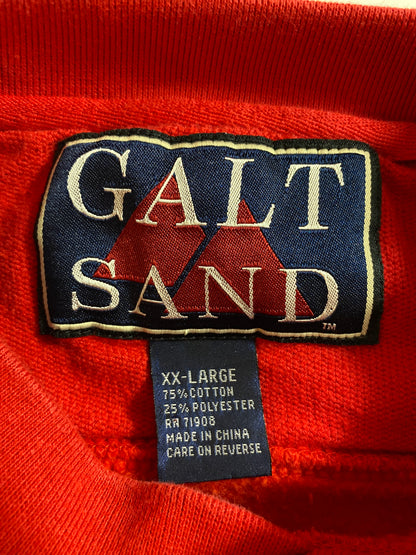 GALT
SAND
TM
XX-LARGE
75% COTTON
25% POLYESTER
RN 71908
MADE IN CHINA
CARE ON REVERSE